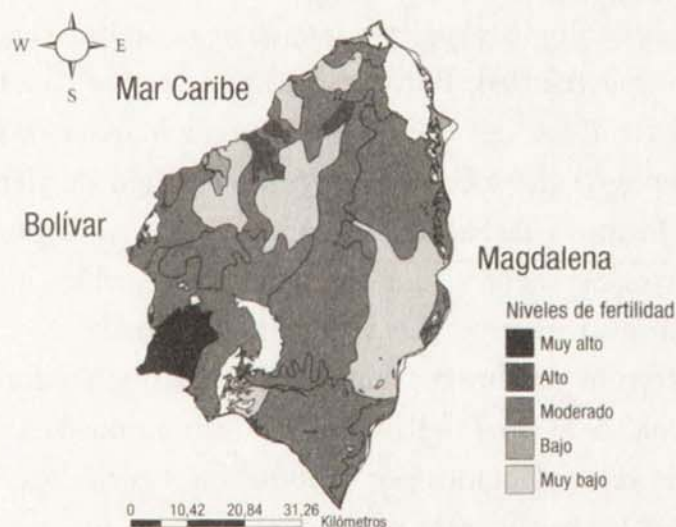 W E
S
Mar Caribe
Bolívar
Magdalena
Niveles de fertilidad
Muy alto
Alto
Moderado
Bajo
Muy bajo
0 10,42 20,84 31,26
Kilómetros